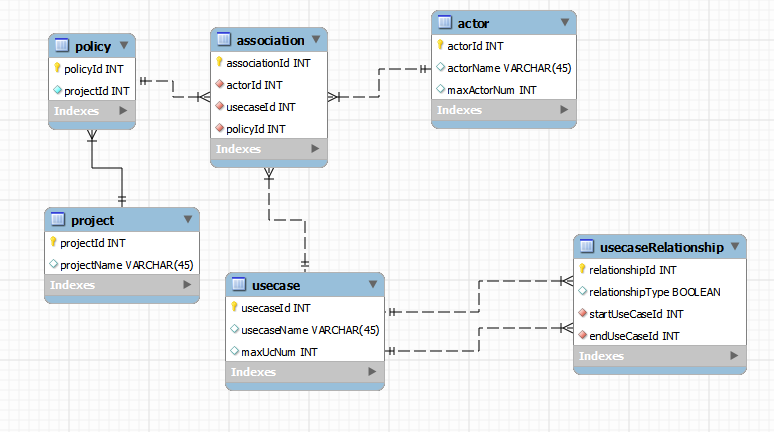 policy
policyId INT
projectId INT
Indexes
association
associationId INT
actorId INT
usecaseId INT
policyId INT
Indexes
actor
actorId INT
actorName VARCHAR(45)
maxActorNum INT
Indexes
project
projectId INT
projectName VARCHAR(45)
Indexes
usecase
usecaseId INT
usecaseName VARCHAR(45)
maxUcNum INT
Indexes
usecaseRelationship
relationshipId INT
relationshipType BOOLEAN
startUseCaseId INT
endUseCaseId INT
Indexes